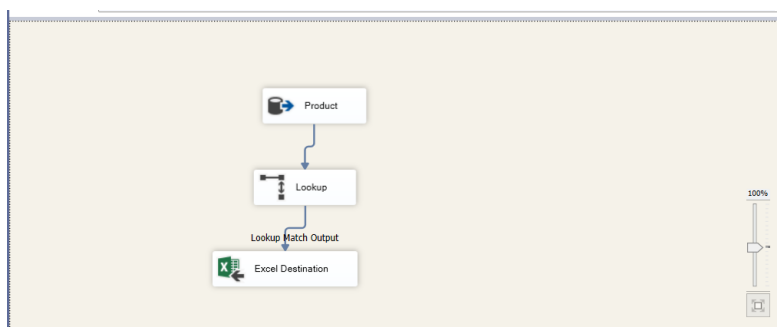 Product
100%
Lookup
Lookup Match Output
Excel Destination